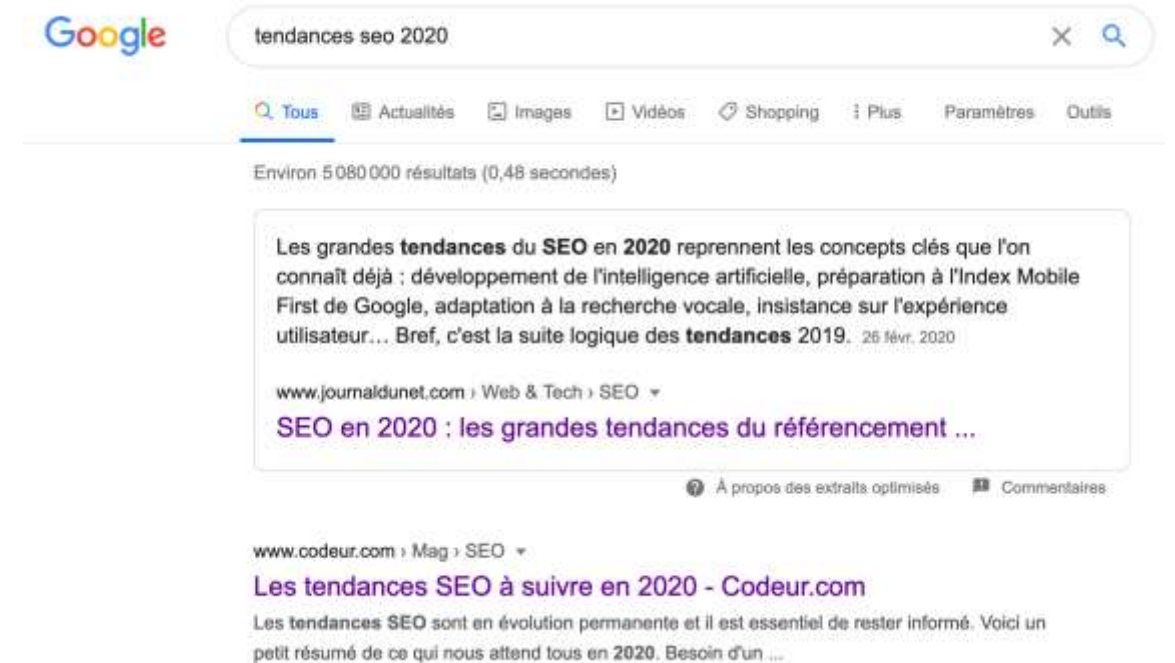 Google
tendances seo 2020
Tous Actualités Images Vidéos Shopping Plus Paramètres Outils
Environ 5 080 000 résultats (0,48 secondes)
Les grandes tendances du SEO en 2020 reprennent les concepts clés que l'on
connaît déjà : développement de l'intelligence artificielle, préparation à l'Index Mobile
First de Google, adaptation à la recherche vocale, insistance sur l'expérience
utilisateur… Bref, c'est la suite logique des tendances 2019. 26 févr. 2020
www.journaldunet.com › Web & Tech › SEO
SEO en 2020 : les grandes tendances du référencement ...
À propos des extraits optimisés Commentaires
www.codeur.com › Mag › SEO
Les tendances SEO à suivre en 2020 - Codeur.com
Les tendances SEO sont en évolution permanente et il est essentiel de rester informé. Voici un
petit résumé de ce qui nous attend tous en 2020. Besoin d'un ...